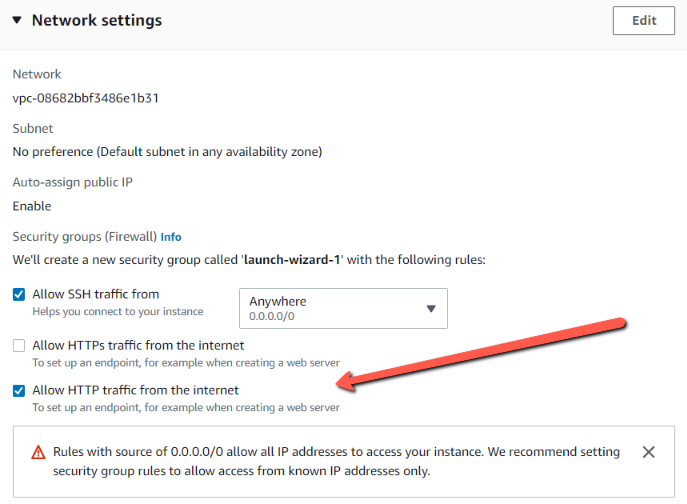 Network settings
Edit
Network
vpc-08682bbf3486e1b31
Subnet
No preference (Default subnet in any availability zone)
Auto-assign public IP
Enable
Security groups (Firewall) Info
We'll create a new security group called 'launch-wizard-1' with the following rules:
Allow SSH traffic from
Helps you connect to your instance
Anywhere
0.0.0.0/0
Allow HTTPs traffic from the internet
To set up an endpoint, for example when creating a web server
Allow HTTP traffic from the internet
To set up an endpoint, for example when creating a web server
Rules with source of 0.0.0.0/0 allow all IP addresses to access your instance. We recommend setting
security group rules to allow access from known IP addresses only.